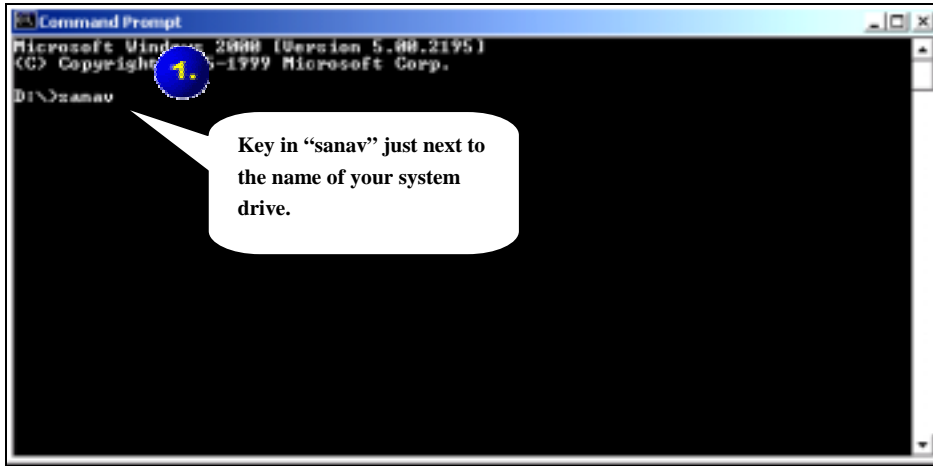 Command Prompt
Microsoft Windows 2000 [Version 5.00.2195]
(C) Copyright 5-1999 Microsoft Corp.
1.
D:\>sanav
Key in “sanav” just next to
the name of your system
drive.